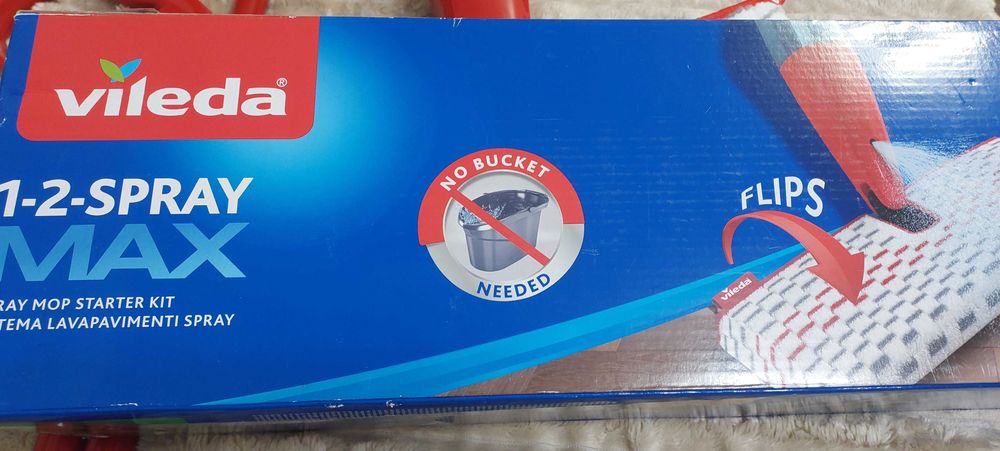 vileda®
1-2-SPRAY
MAX
RAY MOP STARTER KIT
TEMA LAVAPAVIMENTI SPRAY
NO BUCKET
NEEDED
FLIPS
vileda